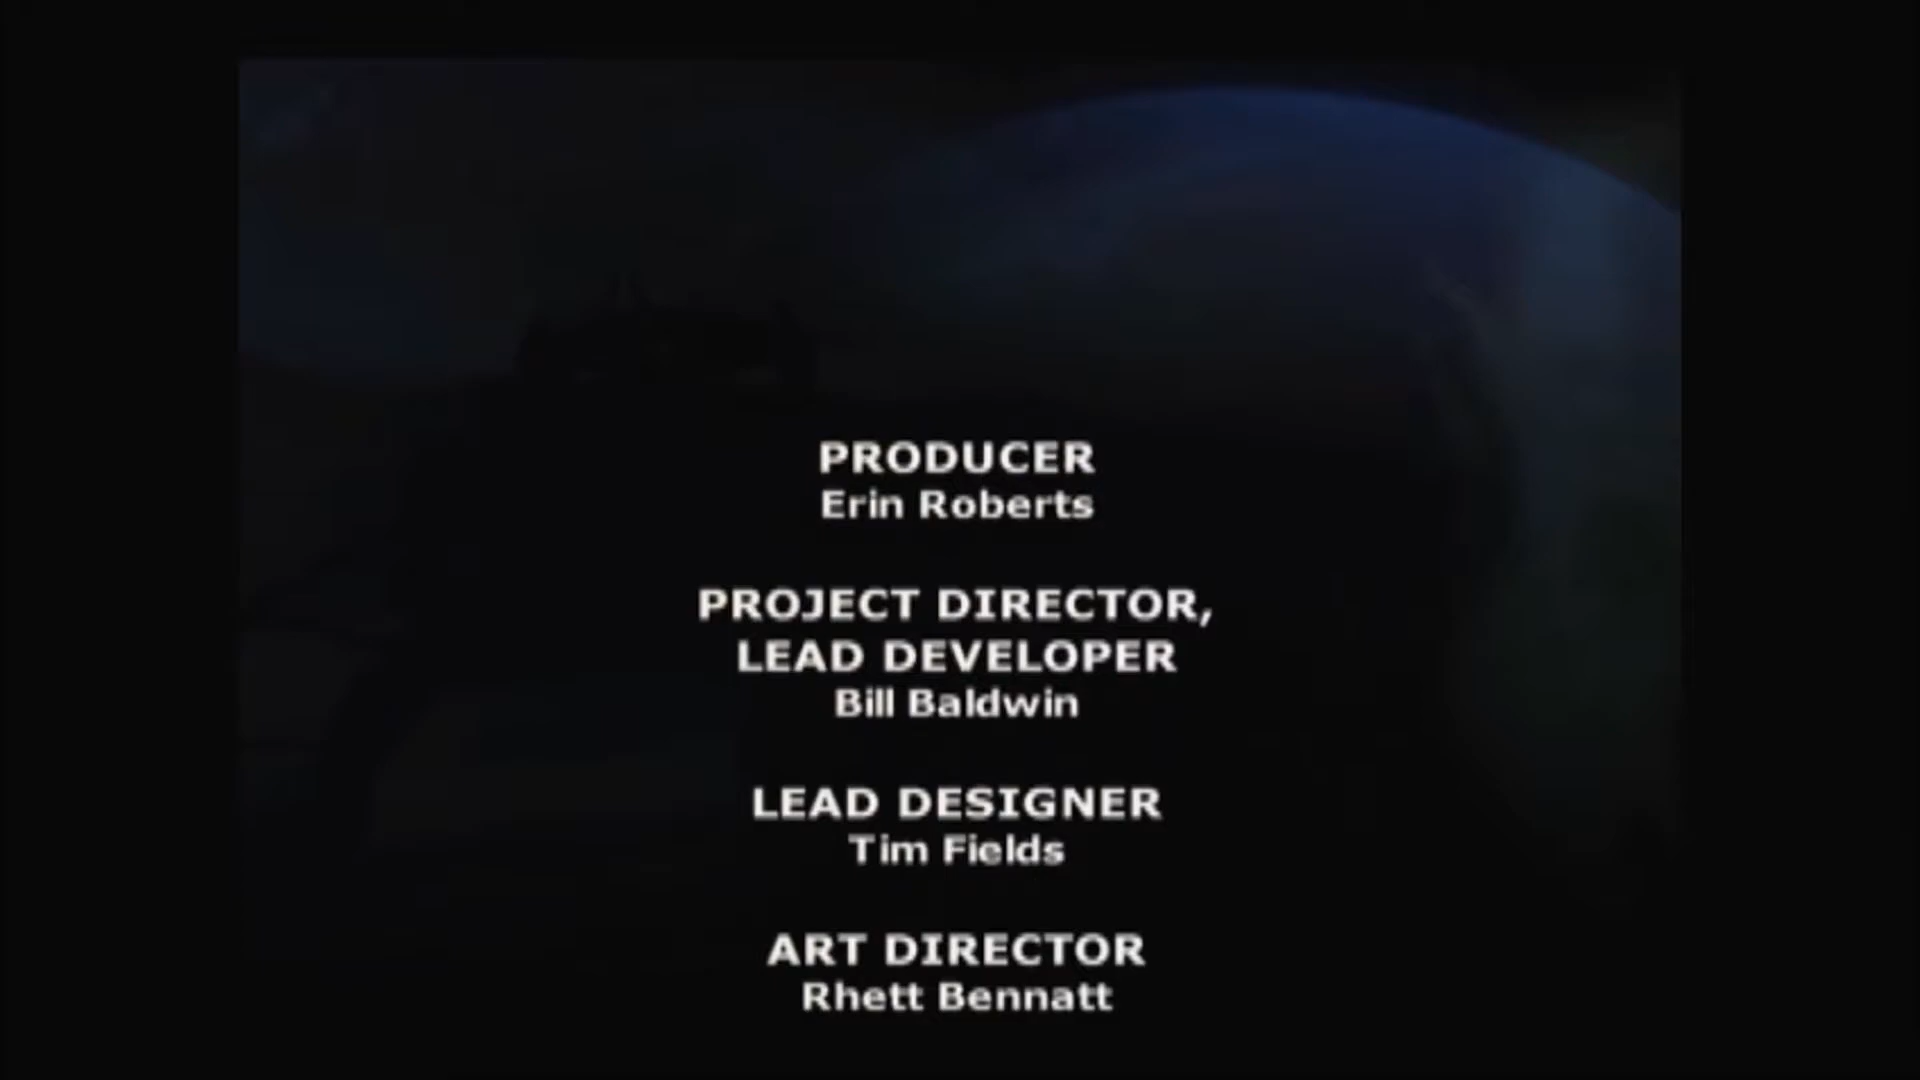 PRODUCER
Erin Roberts
PROJECT DIRECTOR,
LEAD DEVELOPER
Bill Baldwin
LEAD DESIGNER
Tim Fields
ART DIRECTOR
Rhett Bennatt